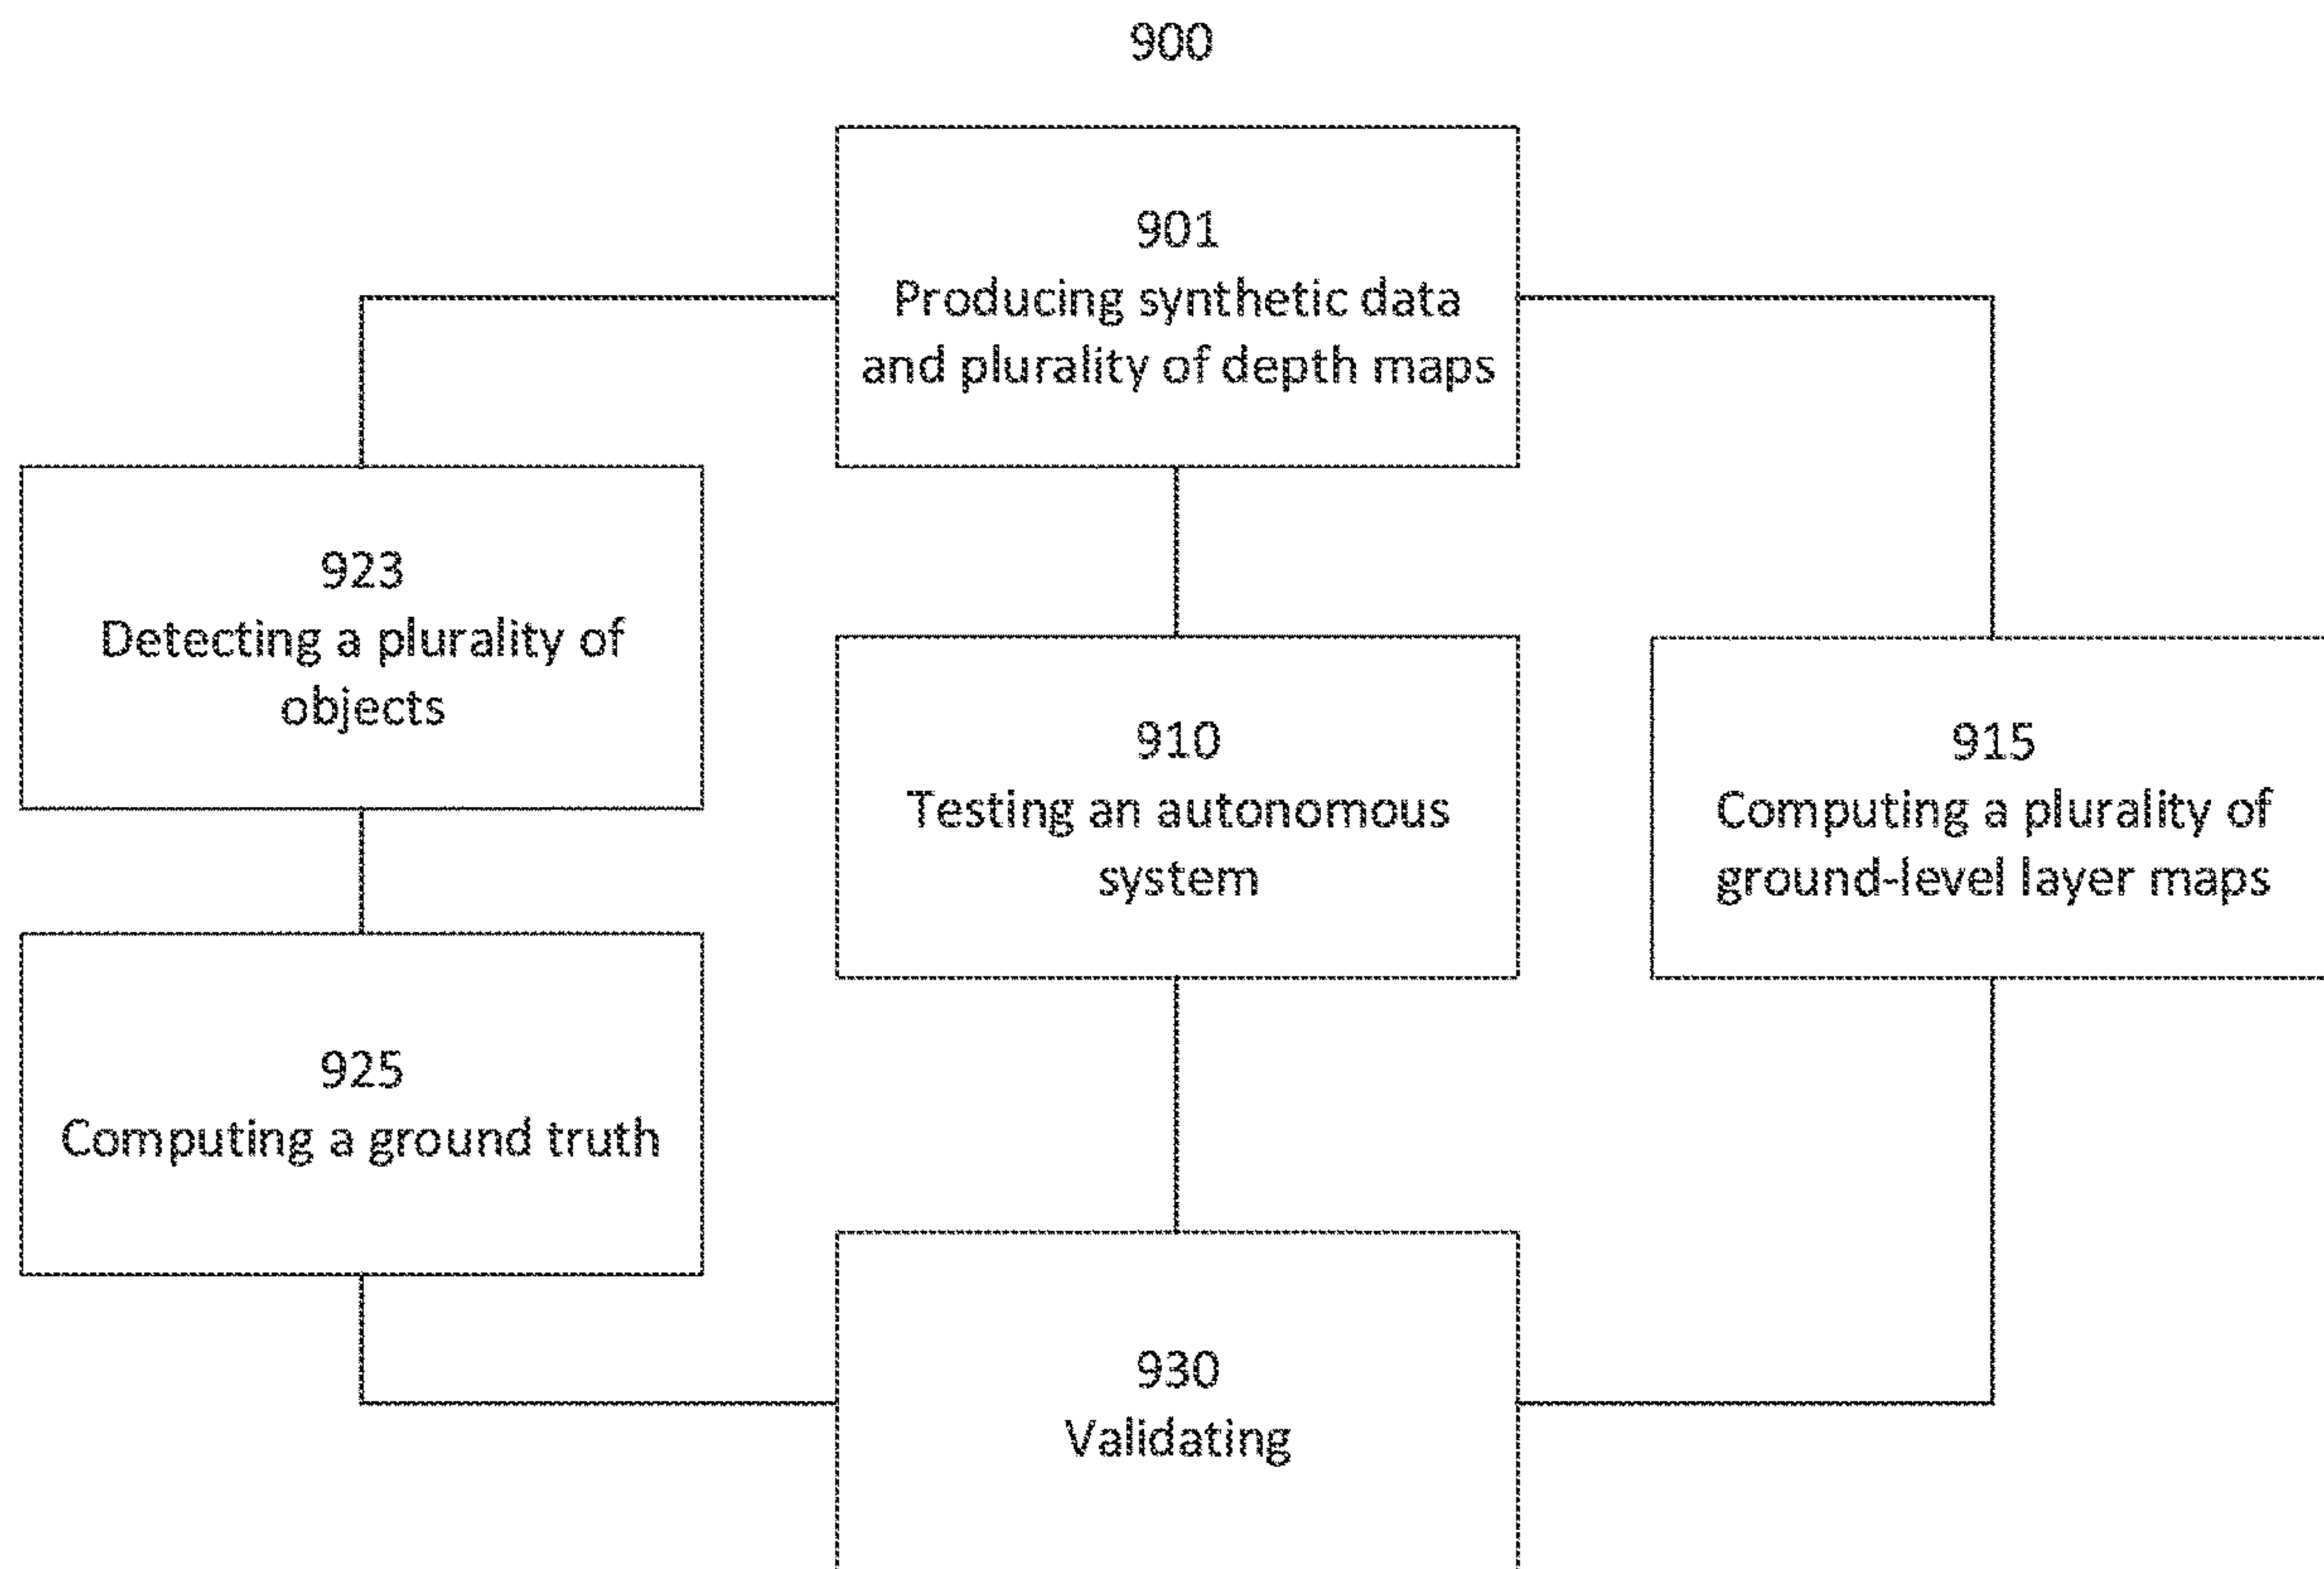 900
901
Producing synthetic data
and plurality of depth maps
923
Detecting a plurality of
objects
910
Testing an autonomous
system
915
Computing a plurality of
ground-level layer maps
925
Computing a ground truth
930
Validating